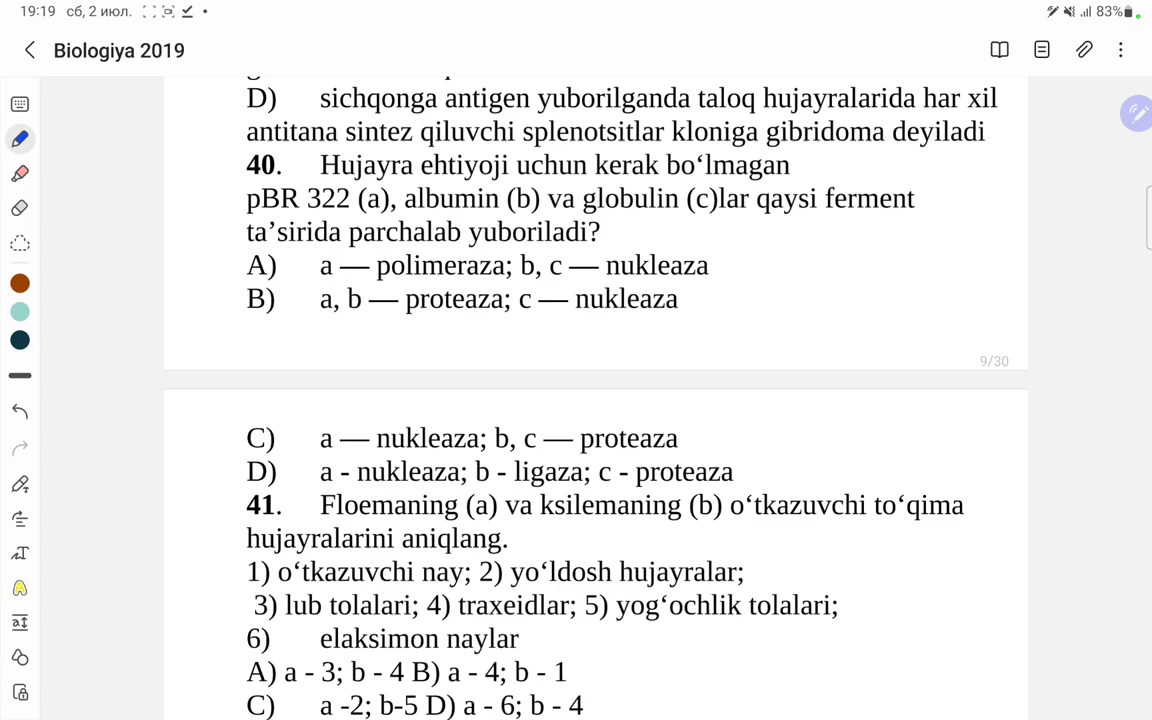 19:19 сб, 2 июл.
83%
Biologiya 2019
D) sichqonga antigen yuborilganda taloq hujayralarida har xil
antitana sintez qiluvchi splenotsitlar kloniga gibridoma deyiladi
40. Hujayra ehtiyoji uchun kerak bo‘lmagan
pBR 322 (a), albumin (b) va globulin (c)lar qaysi ferment
ta’sirida parchalab yuboriladi?
A) a — polimeraza; b, c — nukleaza
B) a, b — proteaza; c — nukleaza
9/30
C) a — nukleaza; b, c — proteaza
D) a - nukleaza; b - ligaza; c - proteaza
41. Floemaning (a) va ksilemaning (b) o‘tkazuvchi to‘qima
hujayralarini aniqlang.
1) o‘tkazuvchi nay; 2) yo‘ldosh hujayralar;
3) lub tolalari; 4) traxeidlar; 5) yog‘ochlik tolalari;
6) elaksimon naylar
A) a - 3; b - 4 B) a - 4; b - 1
C) a -2; b-5 D) a - 6; b - 4